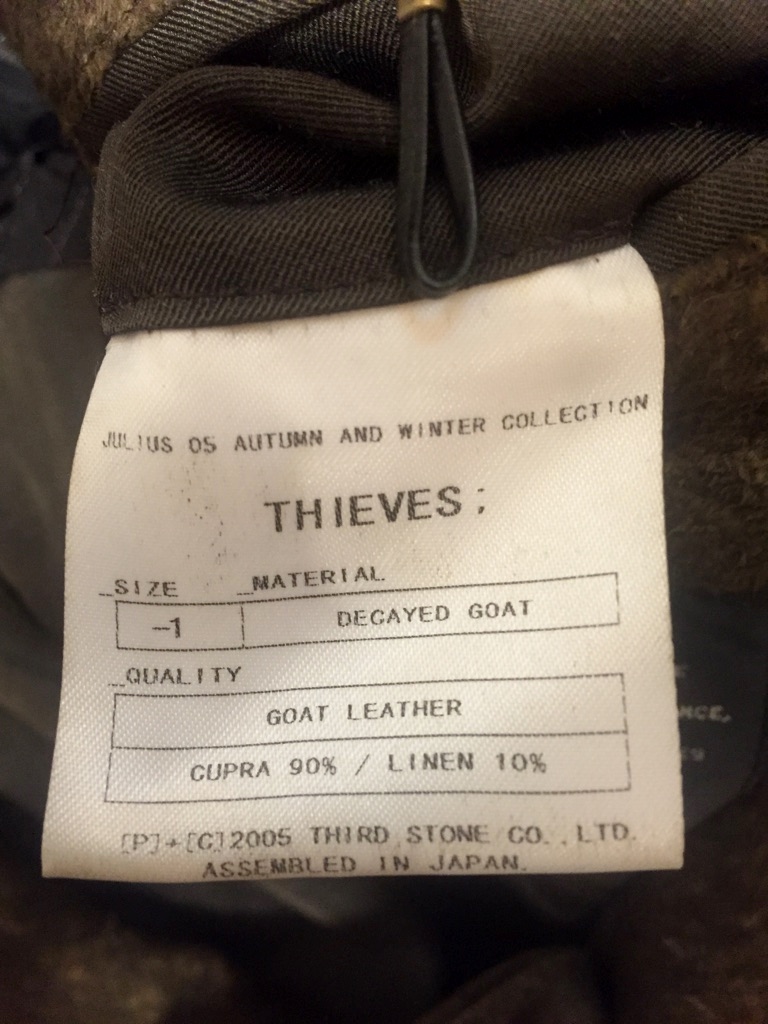 JULIUS 05 AUTUMN AND WINTER COLLECTION
THIEVES;
_SIZE _MATERIAL
-1 DECAYED GOAT
_QUALITY
GOAT LEATHER
CUPRA 90% / LINEN 10%
[P]+[C]2005 THIRD STONE CO.,LTD.
ASSEMBLED IN JAPAN.